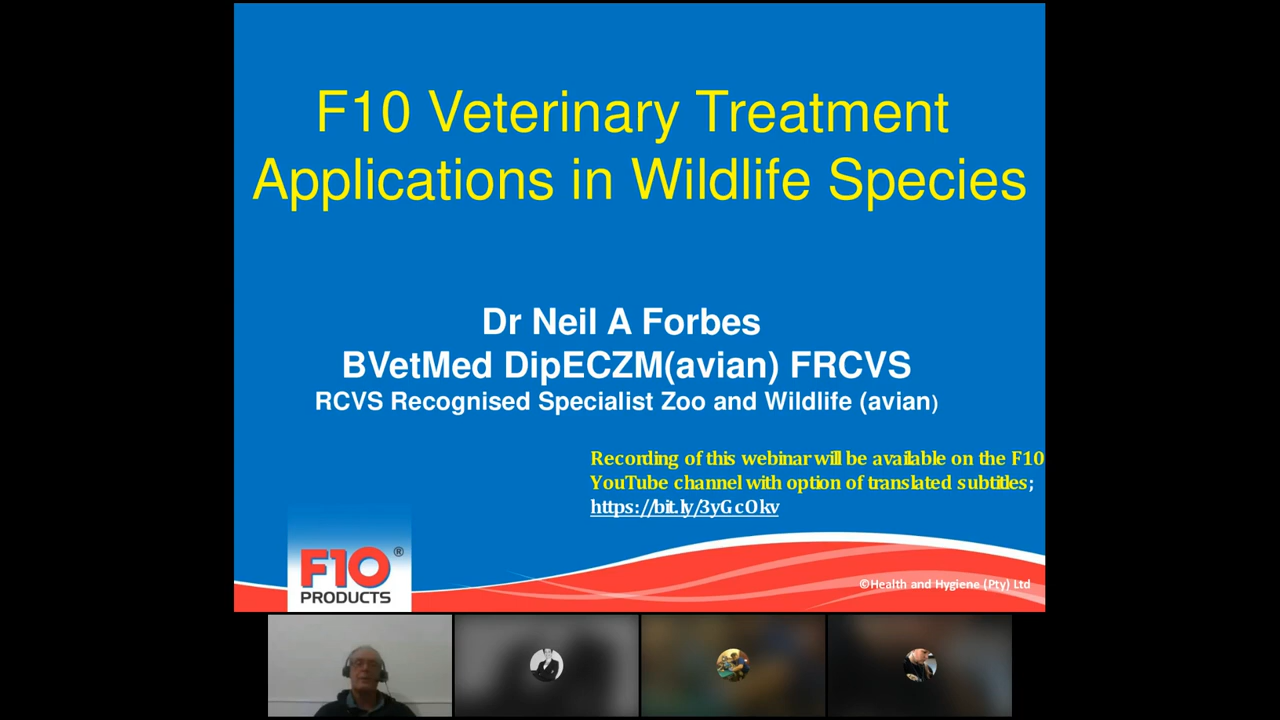 F10 Veterinary Treatment
Applications in Wildlife Species
Dr Neil A Forbes
BVetMed DipECZM(avian) FRCVS
RCVS Recognised Specialist Zoo and Wildlife (avian)
Recording of this webinar will be available on the F10
YouTube channel with option of translated subtitles;
https://bit.ly/3yGcOkv
F10®
PRODUCTS
©Health and Hygiene (Pty) Ltd